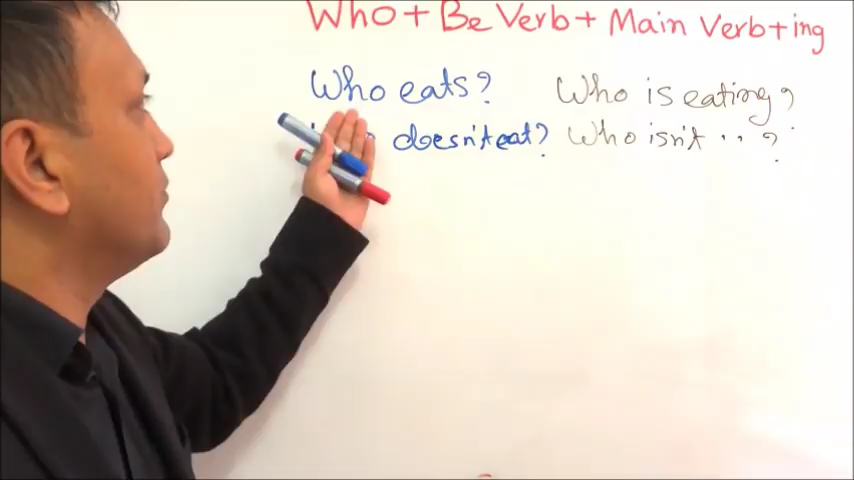 Who + Be Verb + Main Verb+ing
Who eats? Who is eating?
doesn't eat? Who isn't ..?